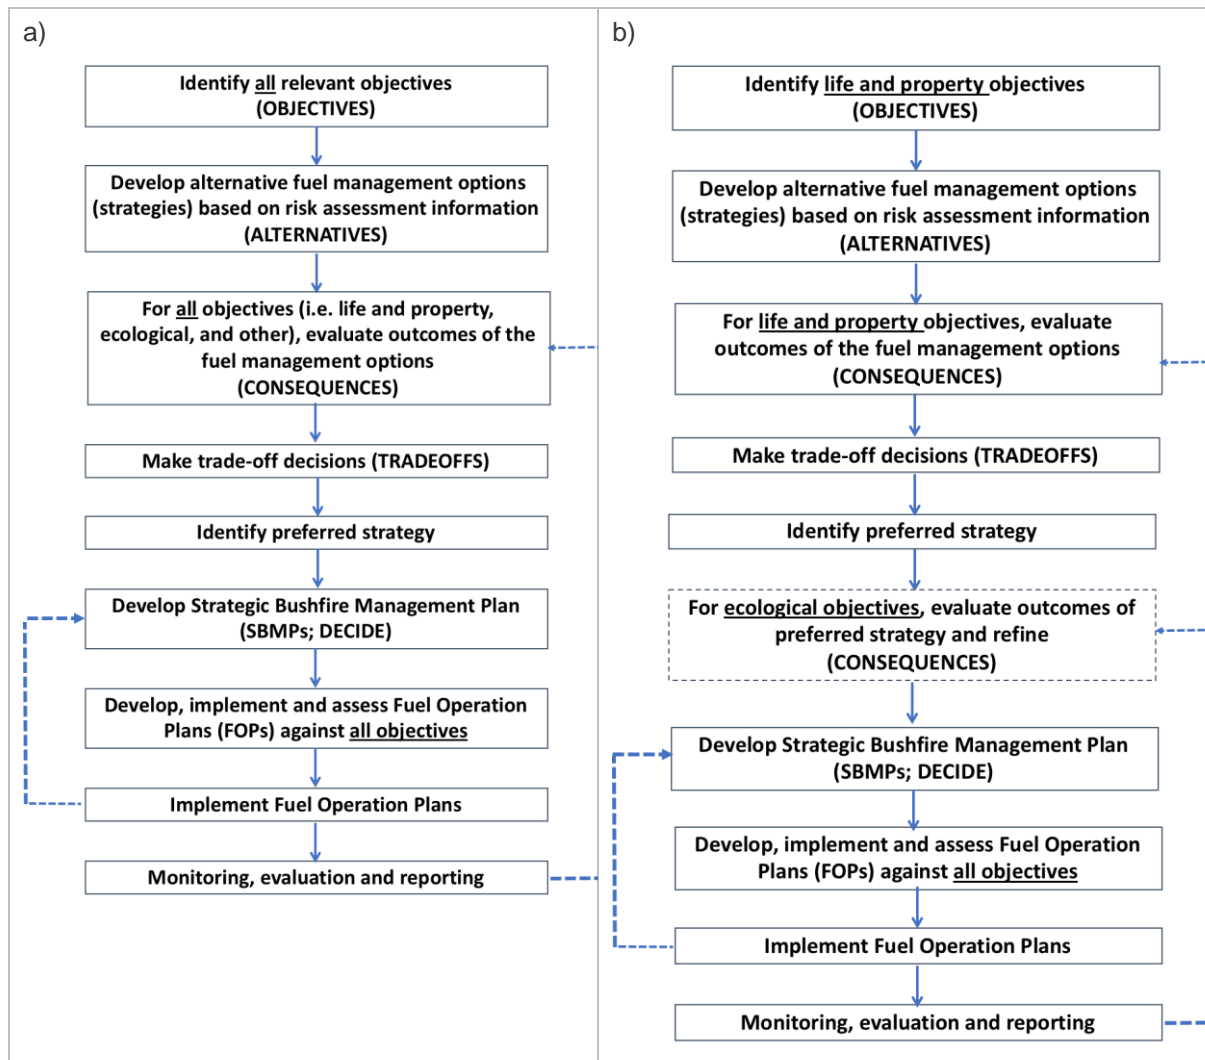 a)
Identify all relevant objectives
(OBJECTIVES)
Develop alternative fuel management options
(strategies) based on risk assessment information
(ALTERNATIVES)
For all objectives (i.e. life and property,
ecological, and other), evaluate outcomes of the
fuel management options
(CONSEQUENCES)
Make trade-off decisions (TRADEOFFS)
Identify preferred strategy
Develop Strategic Bushfire Management Plan
(SBMPs; DECIDE)
Develop, implement and assess Fuel Operation
Plans (FOPs) against all objectives
Implement Fuel Operation Plans
Monitoring, evaluation and reporting
b)
Identify life and property objectives
(OBJECTIVES)
Develop alternative fuel management options
(strategies) based on risk assessment information
(ALTERNATIVES)
For life and property objectives, evaluate
outcomes of the fuel management options
(CONSEQUENCES)
Make trade-off decisions (TRADEOFFS)
Identify preferred strategy
For ecological objectives, evaluate outcomes of
preferred strategy and refine
(CONSEQUENCES)
Develop Strategic Bushfire Management Plan
(SBMPs; DECIDE)
Develop, implement and assess Fuel Operation
Plans (FOPs) against all objectives
Implement Fuel Operation Plans
Monitoring, evaluation and reporting